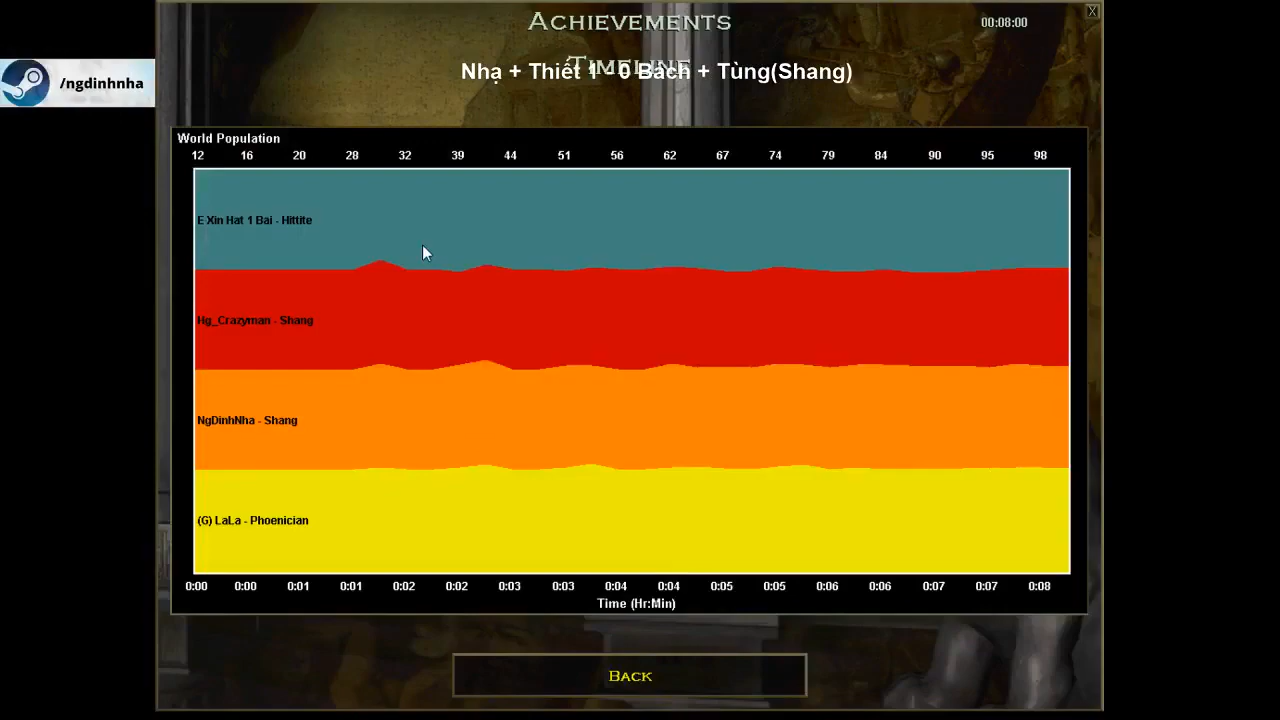 ACHIEVEMENTS
00:08:00
X
TIMELINE
Nhạ + Thiết 1 - 0 Bách + Tùng(Shang)
/ngdinhnha
World Population
12 16 20 28 32 39 44 51 56 62 67 74 79 84 90 95 98
E Xin Hat 1 Bai - Hittite
Hg_Crazyman - Shang
NgDinhNha - Shang
(G) LaLa - Phoenician
0:00 0:00 0:01 0:01 0:02 0:02 0:03 0:03 0:04 0:04 0:05 0:05 0:06 0:06 0:07 0:07 0:08
Time (Hr:Min)
BACK